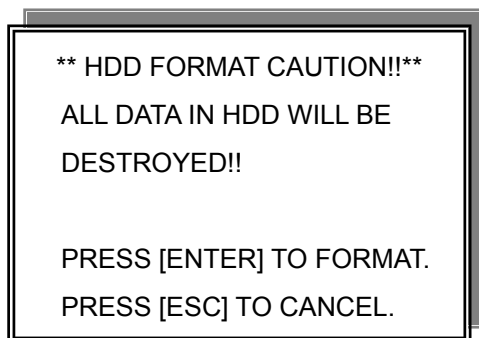 ** HDD FORMAT CAUTION!!**
ALL DATA IN HDD WILL BE
DESTROYED!!
PRESS [ENTER] TO FORMAT.
PRESS [ESC] TO CANCEL.